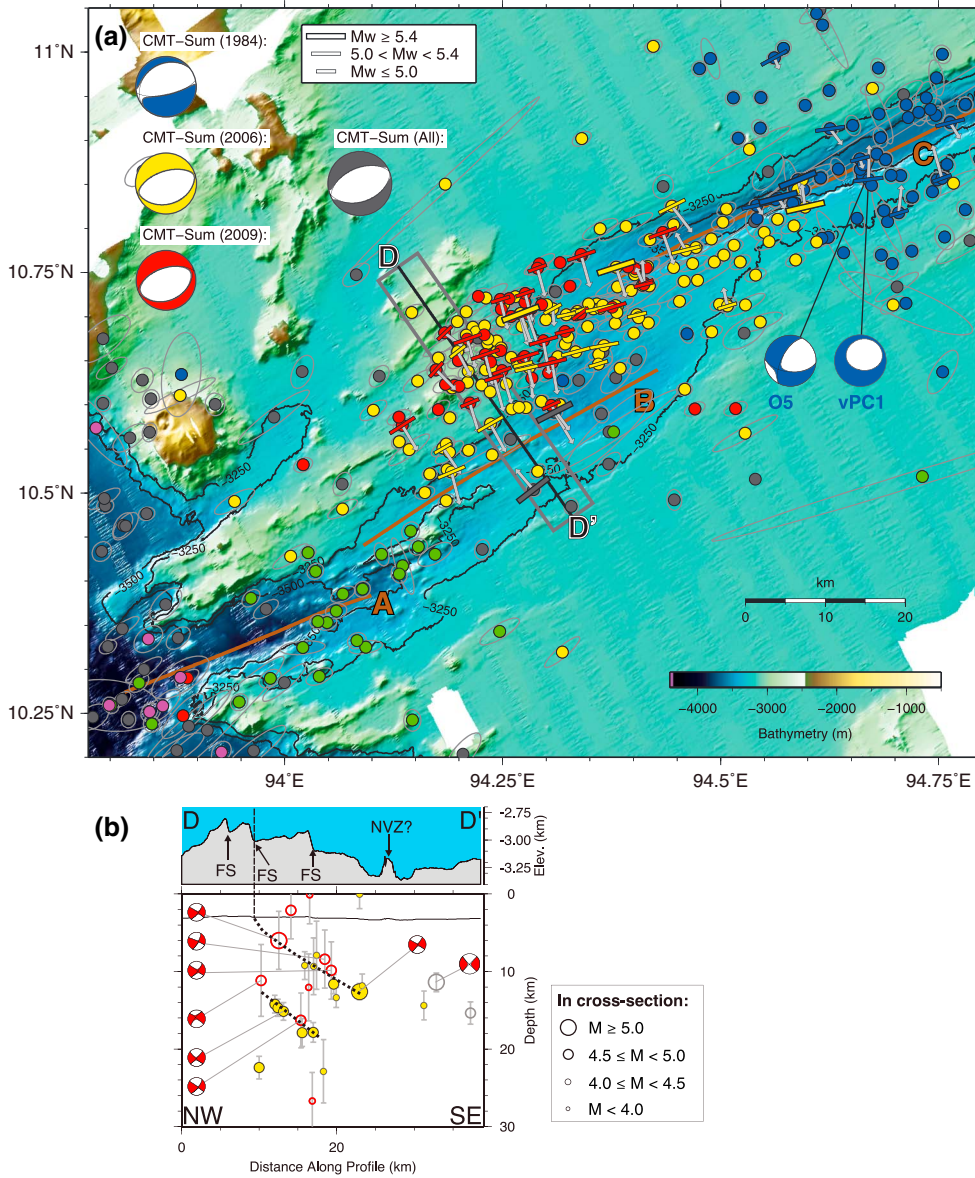 11˚N
(a)
CMT−Sum (1984):
Mw ≥ 5.4
5.0 < Mw < 5.4
Mw ≤ 5.0
CMT−Sum (2006):
CMT−Sum (All):
CMT−Sum (2009):
C
−3250
D
10.75˚N
O5
vPC1
B
−3250
−3250
10.5˚N
D'
−3250
−3500
−3250
−3250
−3500
A
−3250
−3250
km
0
10
20
10.25˚N
−4000
−3000
−2000
−1000
Bathymetry (m)
94˚E
94.25˚E
94.5˚E
94.75˚E
(b)
D
D'
NVZ?
FS
FS
FS
-2.75
-3.00
-3.25
Elev. (km)
0
10
20
30
Depth (km)
NW
SE
0
20
Distance Along Profile (km)
In cross-section:
M ≥ 5.0
4.5 ≤ M < 5.0
4.0 ≤ M < 4.5
M < 4.0